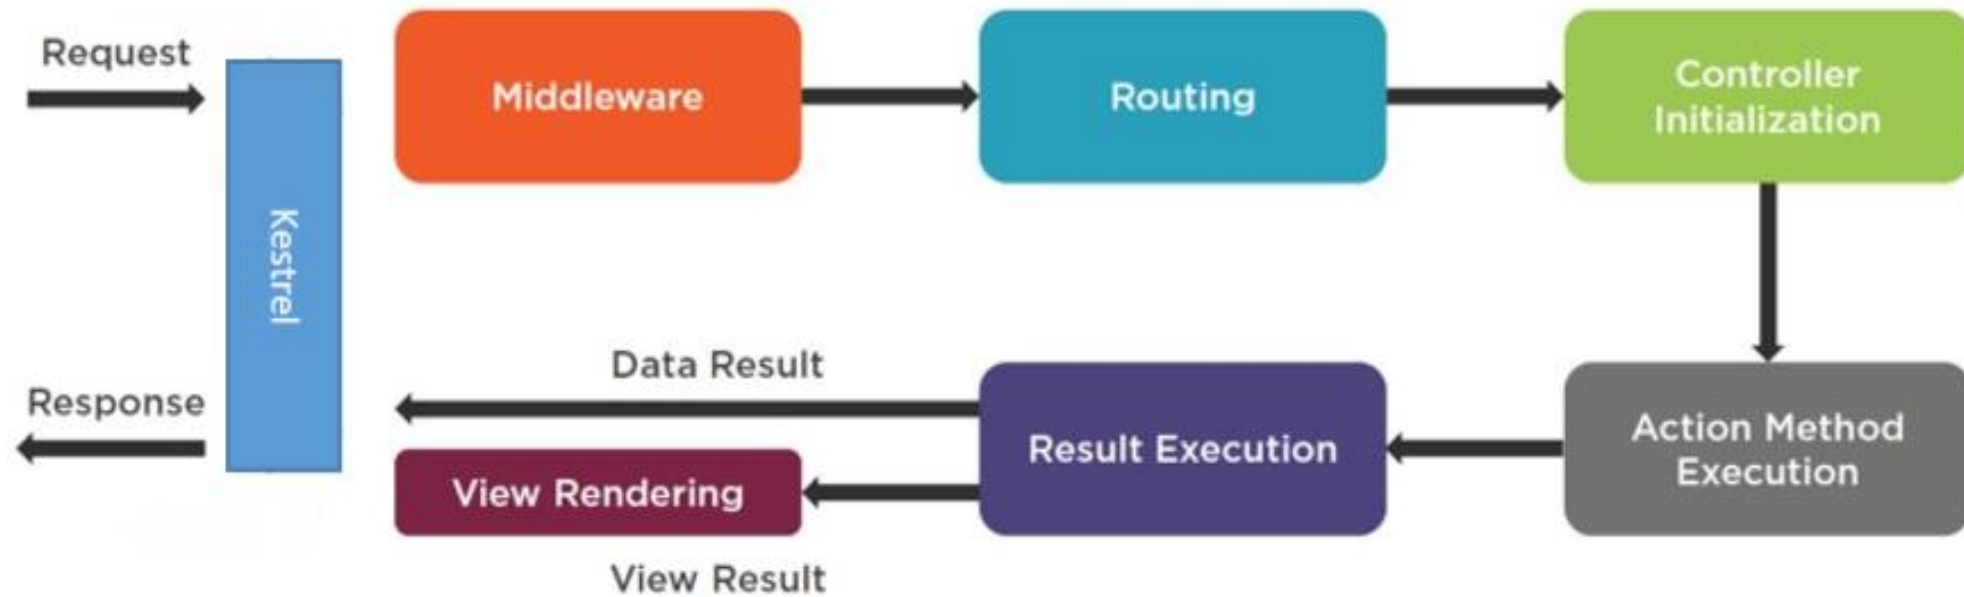 Request
Kestrel
Middleware
Routing
Controller
Initialization
Response
Data Result
View Rendering
View Result
Result Execution
Action Method
Execution